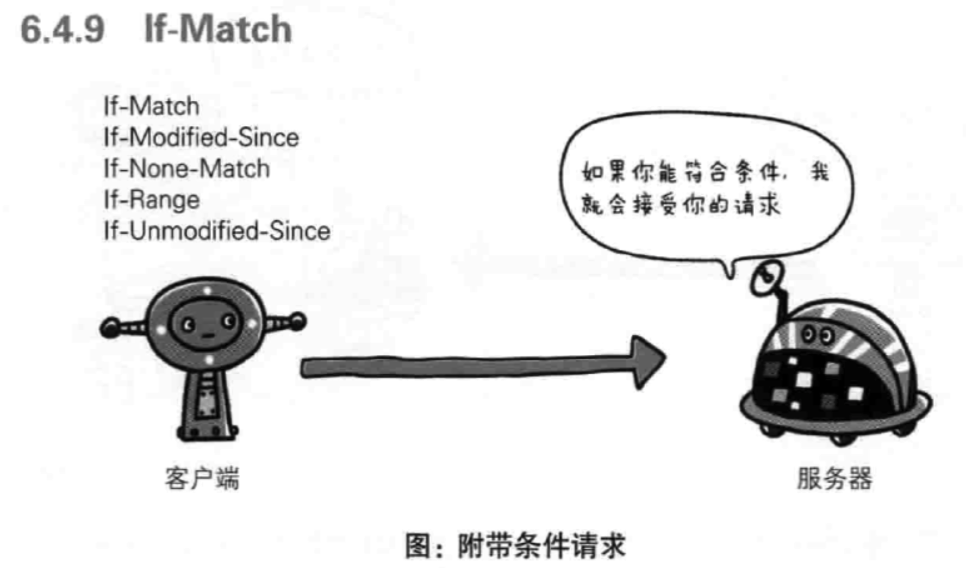 6.4.9 If-Match
If-Match
If-Modified-Since
If-None-Match
If-Range
If-Unmodified-Since
如果你能符合条件，我
就会接受你的请求
客户端
服务器
图：附带条件请求